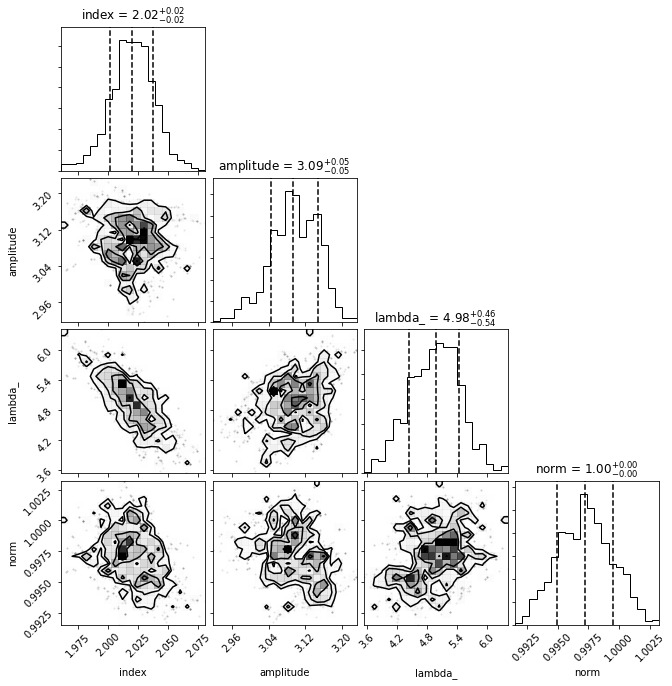 index = 2.02+0.02−0.02
amplitude = 3.09+0.05−0.05
3.20
3.12
3.04
2.96
amplitude
lambda_ = 4.98+0.46−0.54
6.0
5.4
4.8
4.2
3.6
lambda_
norm = 1.00+0.00−0.00
1.0025
1.0000
0.9975
0.9950
0.9925
norm
1.975 2.000 2.025 2.050 2.075
2.96 3.04 3.12 3.20
3.6 4.2 4.8 5.4 6.0
0.9925 0.9950 0.9975 1.0000 1.0025
index amplitude lambda_ norm